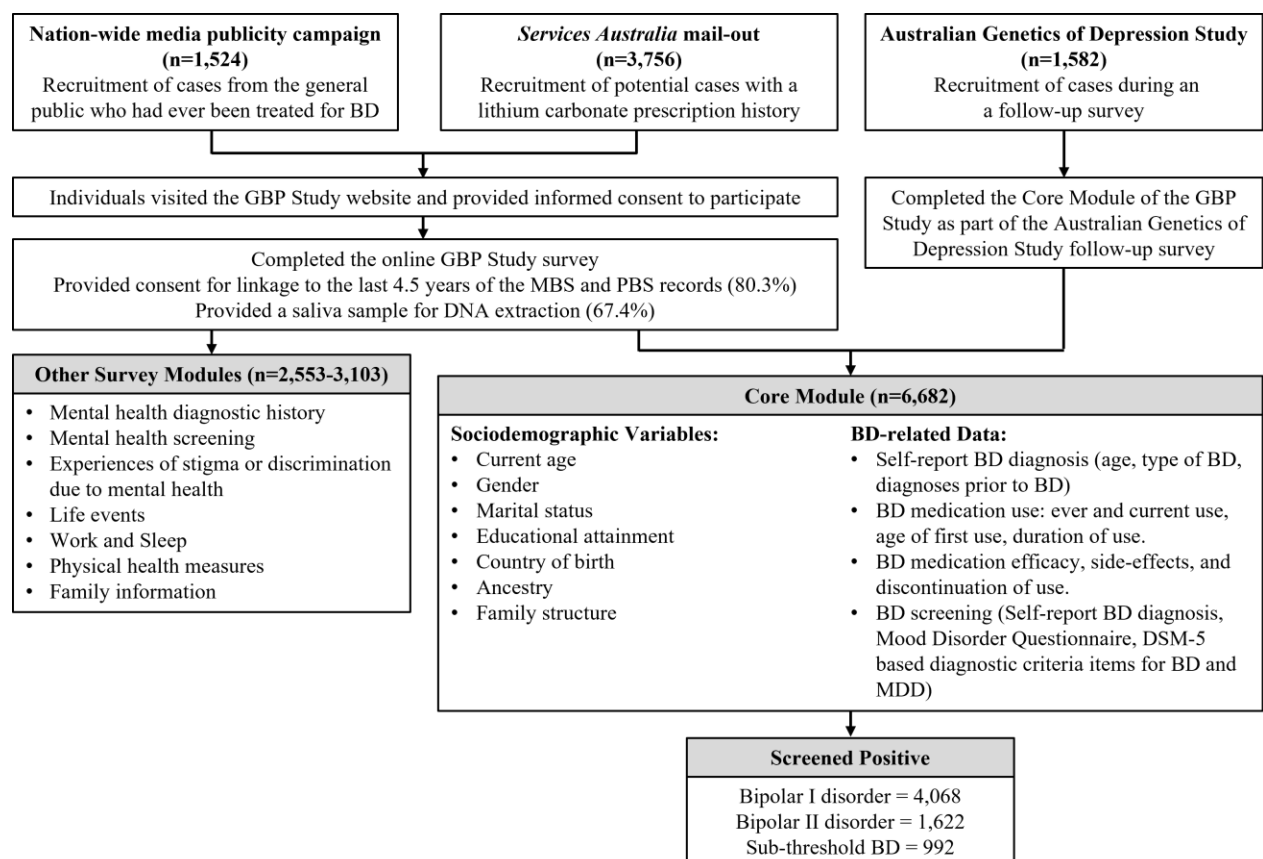 Nation-wide media publicity campaign
(n=1,524)
Recruitment of cases from the general
public who had ever been treated for BD
Services Australia mail-out
(n=3,756)
Recruitment of potential cases with a
lithium carbonate prescription history
Australian Genetics of Depression Study
(n=1,582)
Recruitment of cases during an
a follow-up survey
Individuals visited the GBP Study website and provided informed consent to participate
Completed the Core Module of the GBP
Study as part of the Australian Genetics of
Depression Study follow-up survey
Completed the online GBP Study survey
Provided consent for linkage to the last 4.5 years of the MBS and PBS records (80.3%)
Provided a saliva sample for DNA extraction (67.4%)
Other Survey Modules (n=2,553-3,103)
• Mental health diagnostic history
• Mental health screening
• Experiences of stigma or discrimination
due to mental health
• Life events
• Work and Sleep
• Physical health measures
• Family information
Core Module (n=6,682)
Sociodemographic Variables:
• Current age
• Gender
• Marital status
• Educational attainment
• Country of birth
• Ancestry
• Family structure
BD-related Data:
• Self-report BD diagnosis (age, type of BD,
diagnoses prior to BD)
• BD medication use: ever and current use,
age of first use, duration of use.
• BD medication efficacy, side-effects, and
discontinuation of use.
• BD screening (Self-report BD diagnosis,
Mood Disorder Questionnaire, DSM-5
based diagnostic criteria items for BD and
MDD)
Screened Positive
Bipolar I disorder = 4,068
Bipolar II disorder = 1,622
Sub-threshold BD = 992